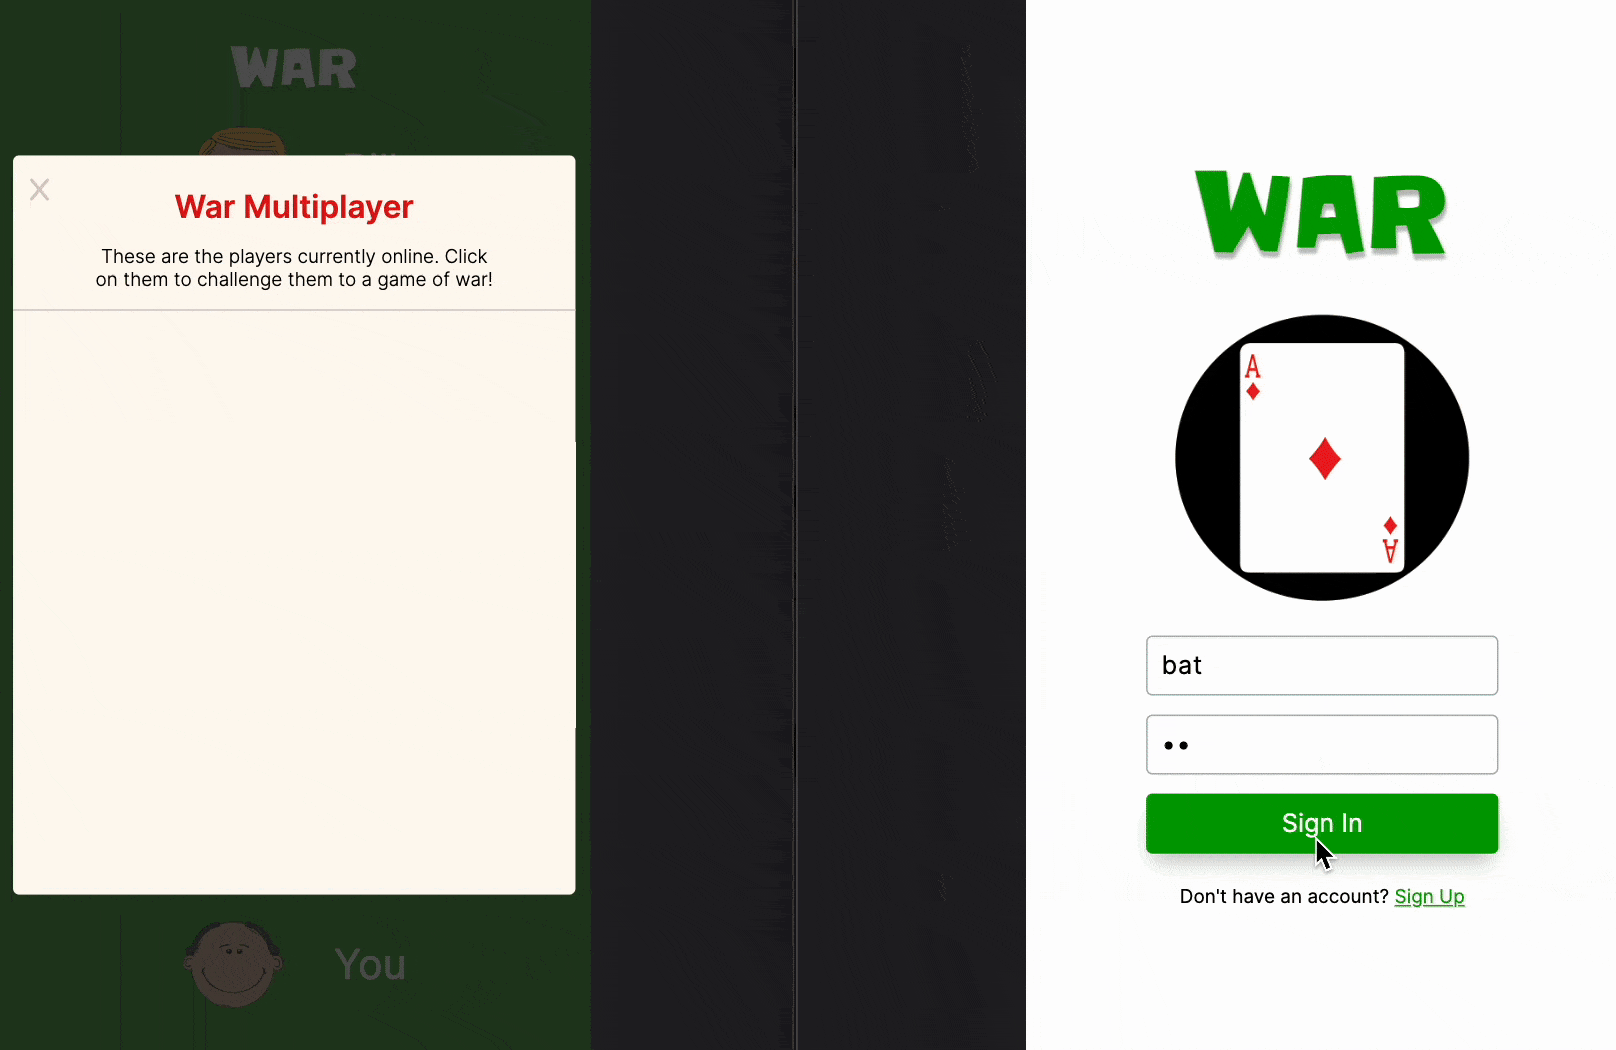 WAR
X
War Multiplayer
These are the players currently online. Click
on them to challenge them to a game of war!
You
WAR
A
A
bat
••
Sign In
Don't have an account? Sign Up